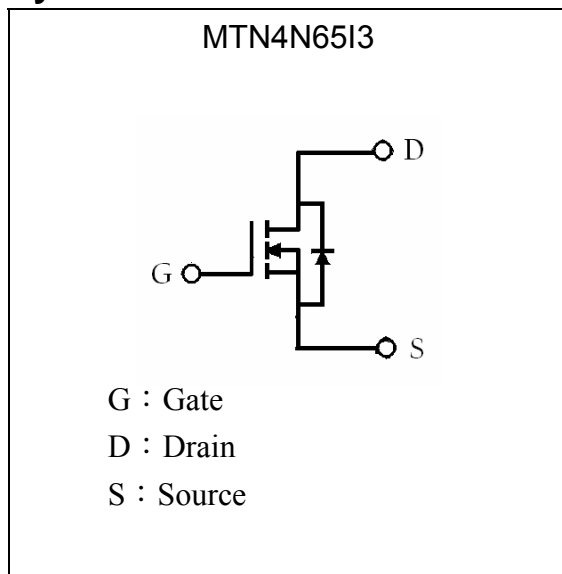 MTN4N65I3
D
G
S
G：Gate
D：Drain
S：Source